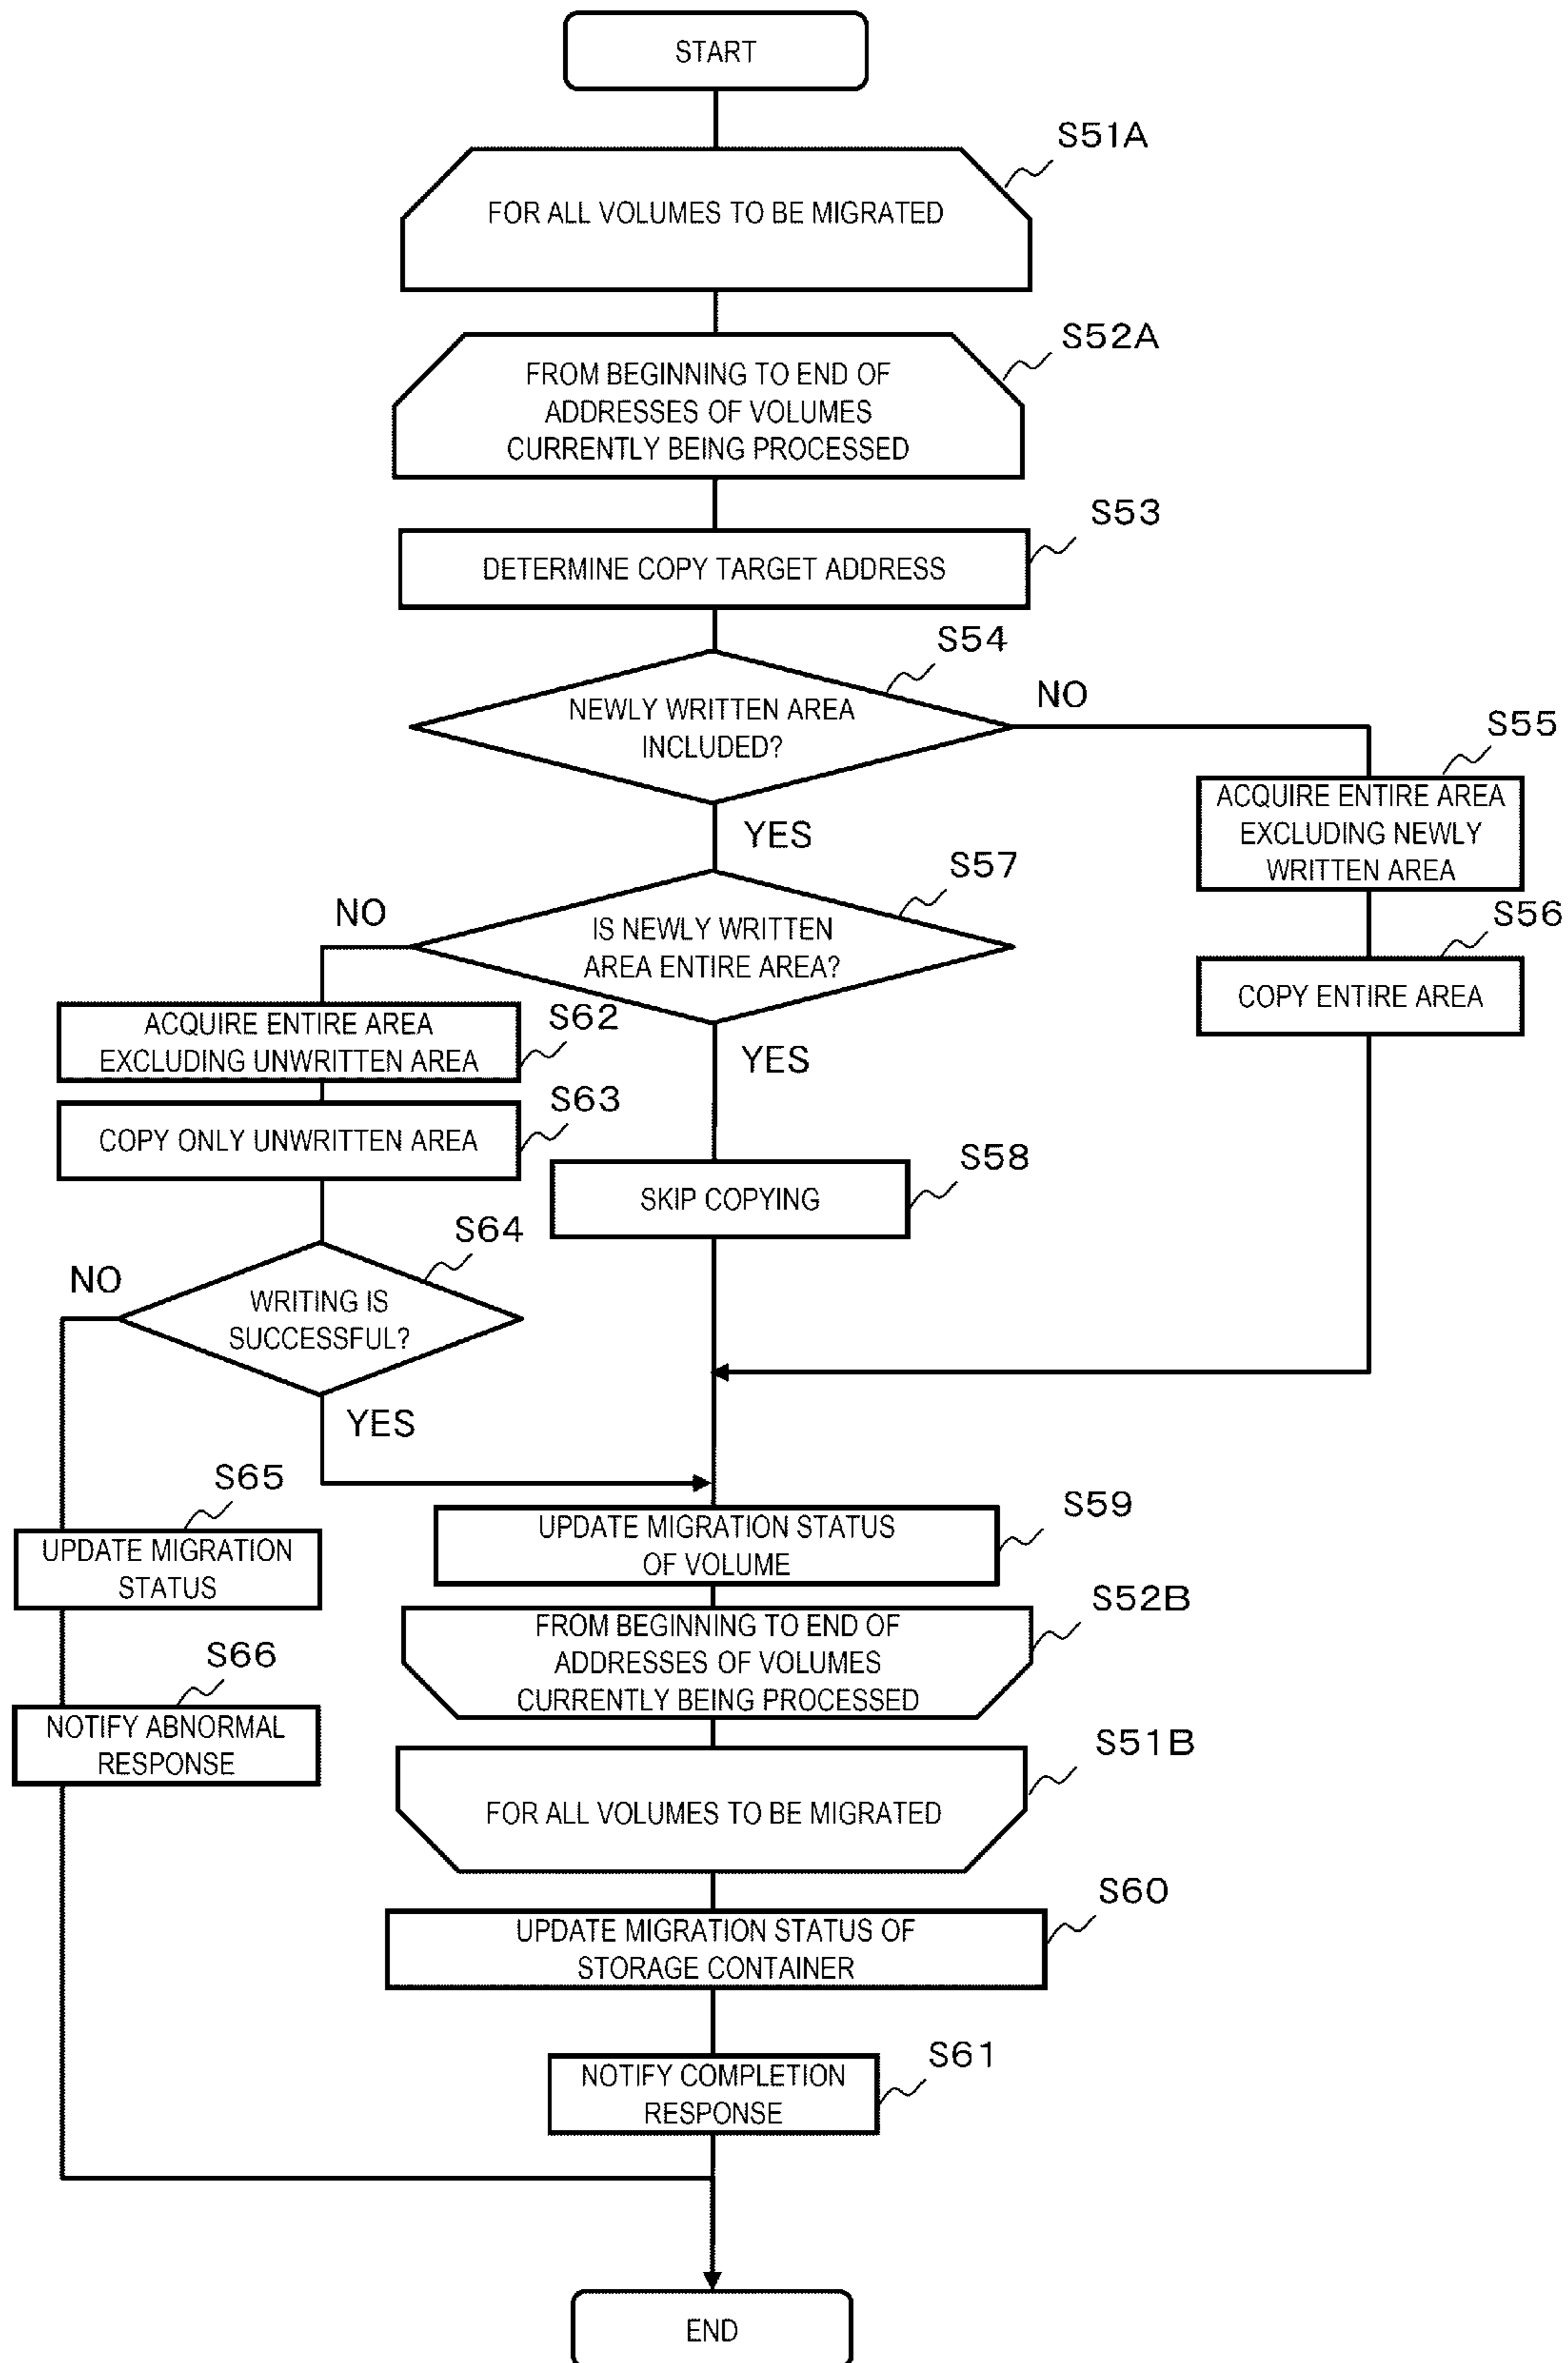 START
S51A
FOR ALL VOLUMES TO BE MIGRATED
S52A
FROM BEGINNING TO END OF
ADDRESSES OF VOLUMES
CURRENTLY BEING PROCESSED
S53
DETERMINE COPY TARGET ADDRESS
S54
NEWLY WRITTEN AREA
INCLUDED?
NO
YES
S55
ACQUIRE ENTIRE AREA
EXCLUDING NEWLY
WRITTEN AREA
S56
COPY ENTIRE AREA
S57
IS NEWLY WRITTEN
AREA ENTIRE AREA?
NO
YES
S62
ACQUIRE ENTIRE AREA
EXCLUDING UNWRITTEN AREA
S63
COPY ONLY UNWRITTEN AREA
S58
SKIP COPYING
S64
WRITING IS
SUCCESSFUL?
NO
YES
S65
UPDATE MIGRATION
STATUS
S66
NOTIFY ABNORMAL
RESPONSE
S59
UPDATE MIGRATION STATUS
OF VOLUME
S52B
FROM BEGINNING TO END OF
ADDRESSES OF VOLUMES
CURRENTLY BEING PROCESSED
S51B
FOR ALL VOLUMES TO BE MIGRATED
S60
UPDATE MIGRATION STATUS OF
STORAGE CONTAINER
S61
NOTIFY COMPLETION
RESPONSE
END